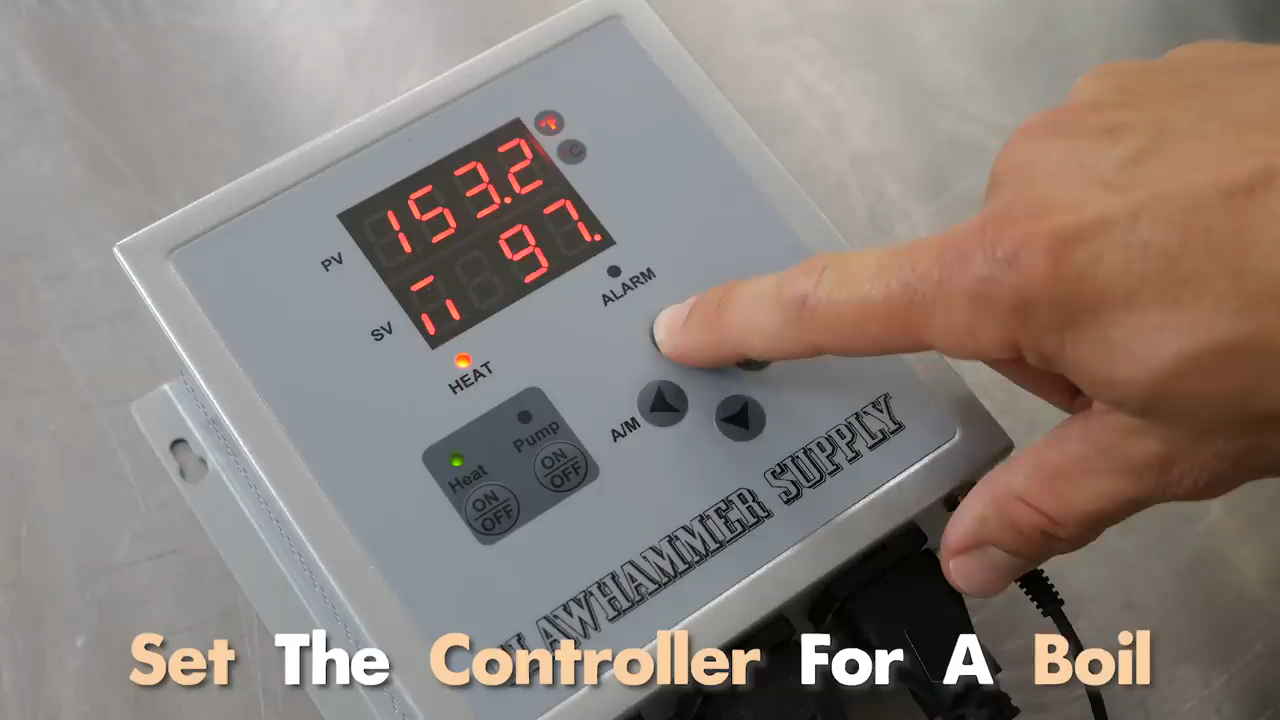 °F
°C
153.2
PV
97.
SV
ALARM
HEAT
A/M
Pump
ON
OFF
Heat
ON
OFF
CLAWHAMMER SUPPLY
Set The Controller For A Boil